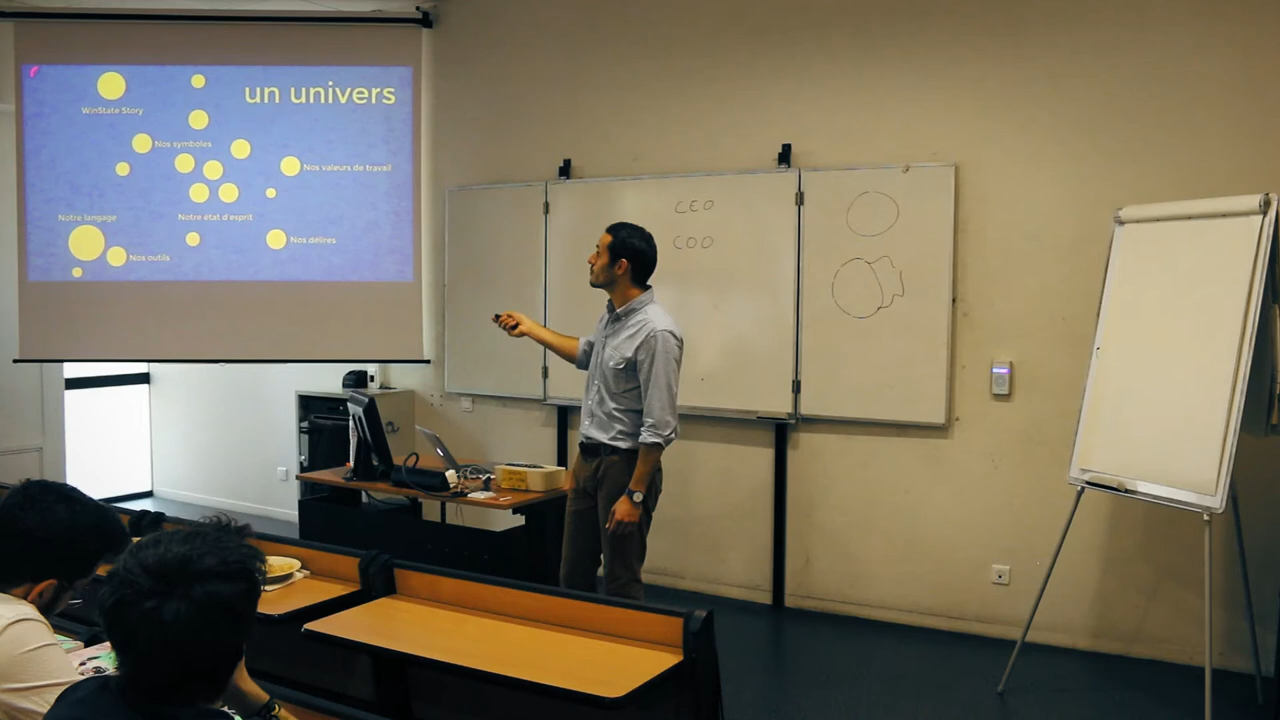 un univers
WinState Story
Nos symboles
Nos valeurs de travail
Notre langage
Notre état d'esprit
Nos délires
Nos outils
CEO
COO